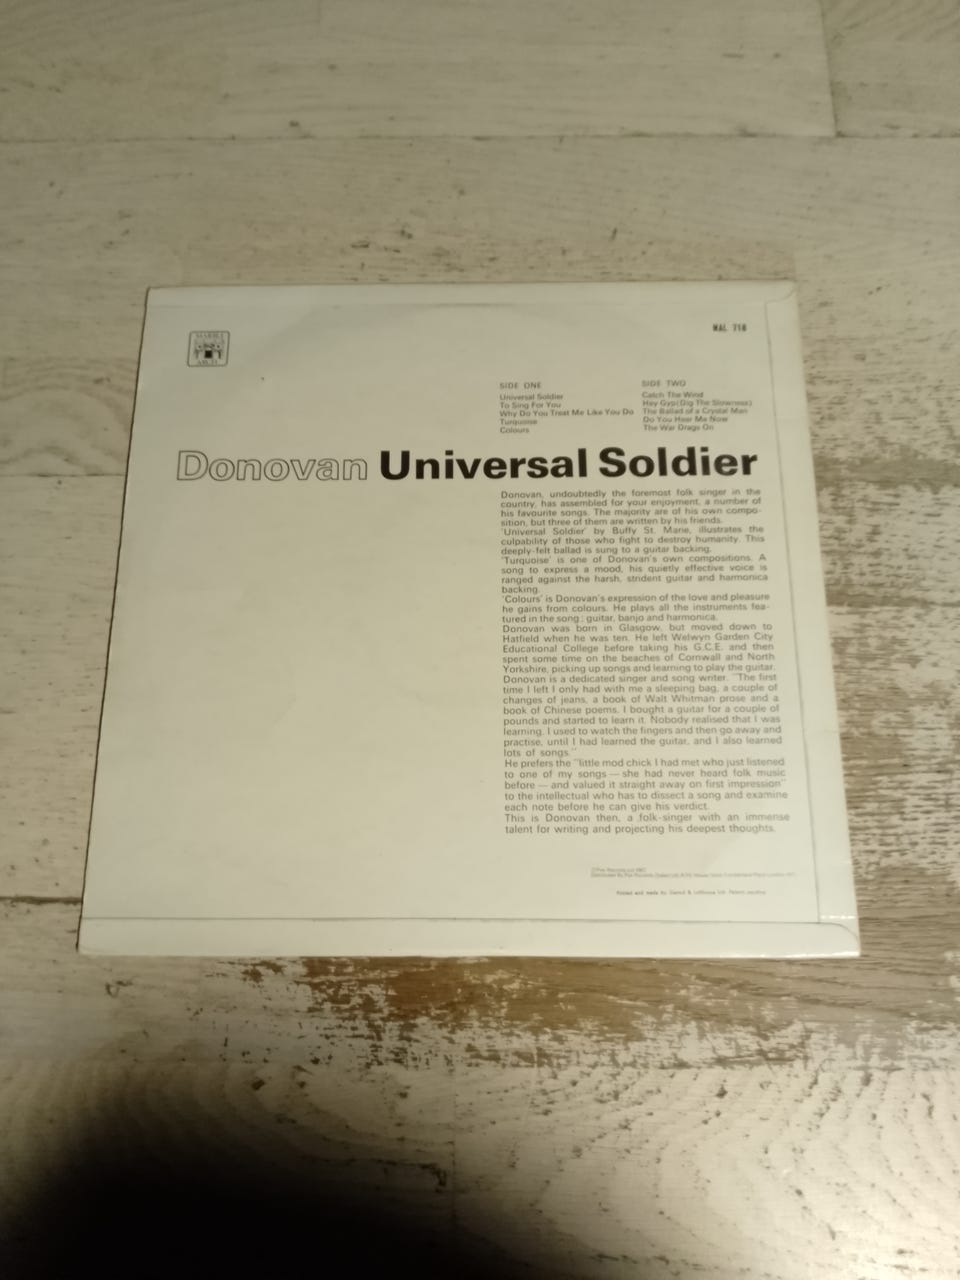 MARBLE
ARCH
MAL 718
SIDE ONE
Universal Soldier
To Sing For You
Why Do You Treat Me Like You Do
Turquoise
Colours
SIDE TWO
Catch The Wind
Hey Gyp(Dig The Slowness)
The Ballad of a Crystal Man
Do You Hear Me Now
The War Drags On
Donovan Universal Soldier
Donovan, undoubtedly the foremost folk singer in the
country, has assembled for your enjoyment, a number of
his favourite songs. The majority are of his own compo-
sition, but three of them are written by his friends.
'Universal Soldier' by Buffy St. Marie, illustrates the
culpability of those who fight to destroy humanity. This
deeply-felt ballad is sung to a guitar backing.
'Turquoise' is one of Donovan's own compositions. A
song to express a mood, his quietly effective voice is
ranged against the harsh, strident guitar and harmonica
backing.
'Colours' is Donovan's expression of the love and pleasure
he gains from colours. He plays all the instruments fea-
tured in the song: guitar, banjo and harmonica.
Donovan was born in Glasgow, but moved down to
Hatfield when he was ten. He left Welwyn Garden City
Educational College before taking his G.C.E. and then
spent some time on the beaches of Cornwall and North
Yorkshire, picking up songs and learning to play the guitar.
Donovan is a dedicated singer and song writer. "The first
time I left I only had with me a sleeping bag, a couple of
changes of jeans, a book of Walt Whitman prose and a
book of Chinese poems. I bought a guitar for a couple of
pounds and started to learn it. Nobody realised that I was
learning. I used to watch the fingers and then go away and
practise, until I had learned the guitar, and I also learned
lots of songs."
He prefers the "little mod chick I had met who just listened
to one of my songs — she had never heard folk music
before — and valued it straight away on first impression"
to the intellectual who has to dissect a song and examine
each note before he can give his verdict.
This is Donovan then, a folk-singer with an immense
talent for writing and projecting his deepest thoughts.
Printed and made by Garrod & Lofthouse Ltd. Patents pending